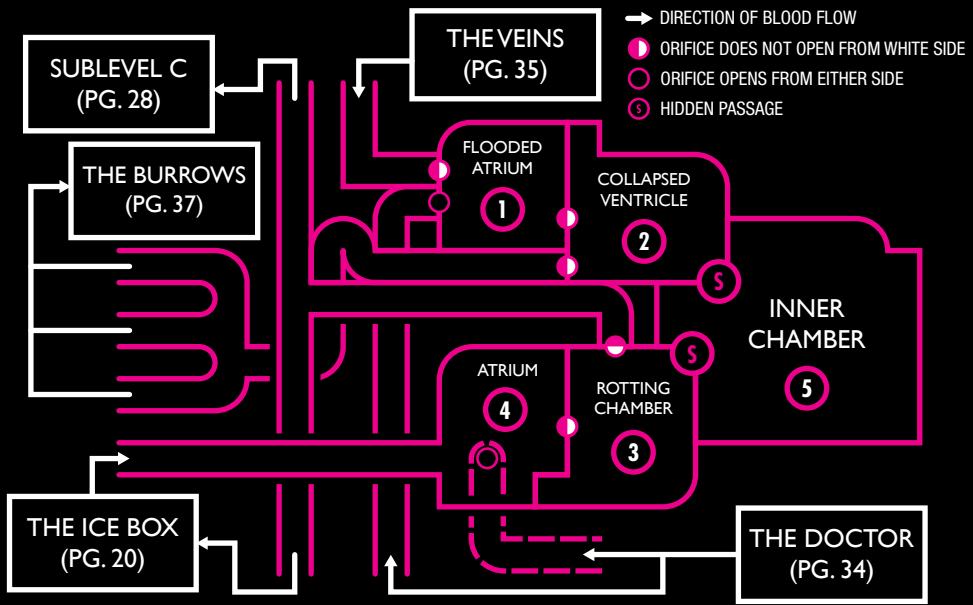 SUBLEVEL C
(PG. 28)
THE VEINS
(PG. 35)
DIRECTION OF BLOOD FLOW
ORIFICE DOES NOT OPEN FROM WHITE SIDE
ORIFICE OPENS FROM EITHER SIDE
S HIDDEN PASSAGE
THE BURROWS
(PG. 37)
FLOODED
ATRIUM
1
COLLAPSED
VENTRICLE
2
S
INNER
CHAMBER
5
S
ATRIUM
4
ROTTING
CHAMBER
3
THE ICE BOX
(PG. 20)
THE DOCTOR
(PG. 34)